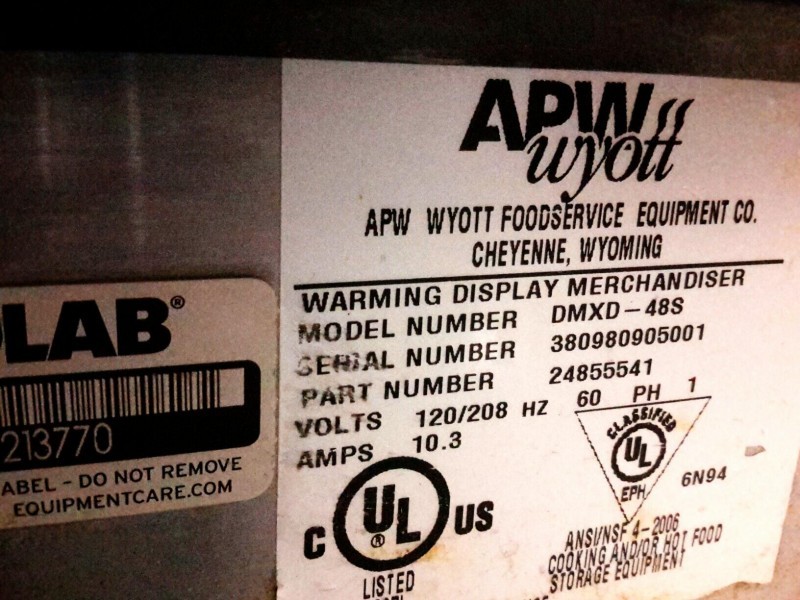 APW
wyott
APW WYOTT FOODSERVICE EQUIPMENT CO.
CHEYENNE, WYOMING
WARMING DISPLAY MERCHANDISER
MODEL NUMBER DMXD-48S
SERIAL NUMBER 380980905001
PART NUMBER 24855541
VOLTS 120/208 HZ 60 PH 1
AMPS 10.3
CLASSIFIED
UL
EPH
6N94
C UL US
®
LISTED
ANSI/NSF 4-2006
COOKING AND/OR HOT FOOD
STORAGE EQUIPMENT
LAB®
213770
ABEL - DO NOT REMOVE
EQUIPMENTCARE.COM